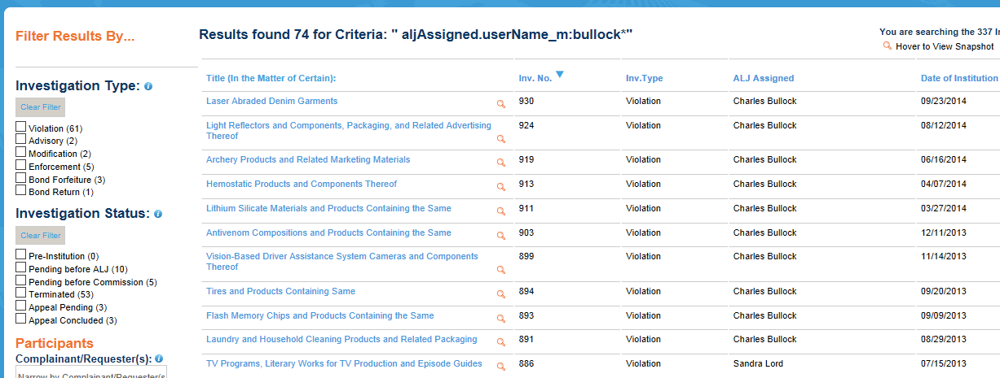 Filter Results By...
Results found 74 for Criteria: " aljAssigned.userName_m:bullock*"
You are searching the 337 In
Hover to View Snapshot
Investigation Type:
Clear Filter
Violation (61)
Advisory (2)
Modification (2)
Enforcement (5)
Bond Forfeiture (3)
Bond Return (1)
Investigation Status:
Clear Filter
Pre-Institution (0)
Pending before ALJ (10)
Pending before Commission (5)
Terminated (53)
Appeal Pending (3)
Appeal Concluded (3)
Participants
Complainant/Requester(s):
Narrow by Complainant/Requester(s
Title (In the Matter of Certain): Inv. No. Inv.Type ALJ Assigned Date of Institution
Laser Abraded Denim Garments 930 Violation Charles Bullock 09/23/2014
Light Reflectors and Components, Packaging, and Related Advertising 924 Violation Charles Bullock 08/12/2014
Thereof
Archery Products and Related Marketing Materials 919 Violation Charles Bullock 06/16/2014
Hemostatic Products and Components Thereof 913 Violation Charles Bullock 04/07/2014
Lithium Silicate Materials and Products Containing the Same 911 Violation Charles Bullock 03/27/2014
Antivenom Compositions and Products Containing the Same 903 Violation Charles Bullock 12/11/2013
Vision-Based Driver Assistance System Cameras and Components 899 Violation Charles Bullock 11/14/2013
Thereof
Tires and Products Containing Same 894 Violation Charles Bullock 09/20/2013
Flash Memory Chips and Products Containing the Same 893 Violation Charles Bullock 09/09/2013
Laundry and Household Cleaning Products and Related Packaging 891 Violation Charles Bullock 08/29/2013
TV Programs, Literary Works for TV Production and Episode Guides 886 Violation Sandra Lord 07/15/2013